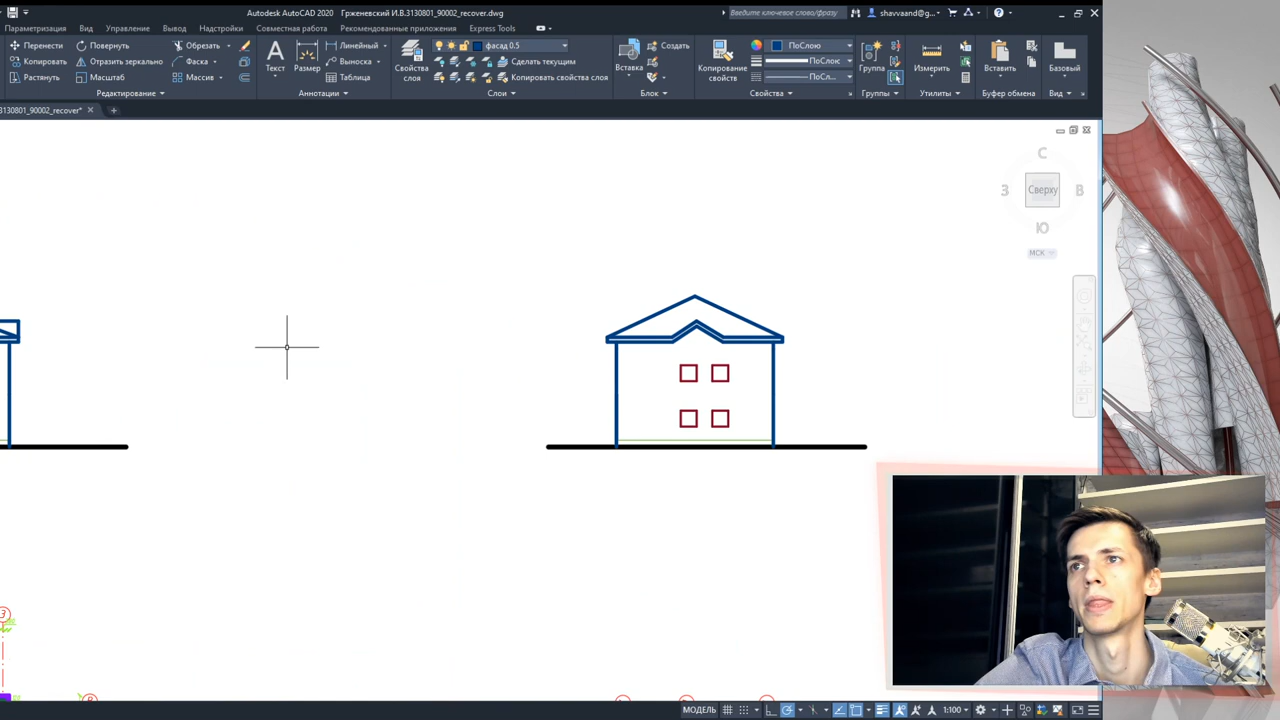 Autodesk AutoCAD 2020 Грженевский И.В.3130801_90002_recover.dwg
Введите ключевое слово/фразу
shavvaand@g...
Параметризация Вид Управление Вывод Надстройки Совместная работа Рекомендованные приложения Express Tools
Перенести Повернуть Обрезать
Копировать Отразить зеркально Фаска
Растянуть Масштаб Массив
Редактирование
Текст Размер
Линейный
Выноска
Таблица
Аннотации
Свойства слоя
фасад 0.5
Сделать текущим
Копировать свойства слоя
Слои
Вставка
Создать
Блок
Копирование свойств
ПоСлою
ПоСлою
ПоСл...
Свойства
Группа
Группы
Измерить
Утилиты
Вставить
Буфер обмена
Базовый
Вид
3130801_90002_recover*
С
З Сверху В
Ю
МСК
3
МОДЕЛЬ 1:100